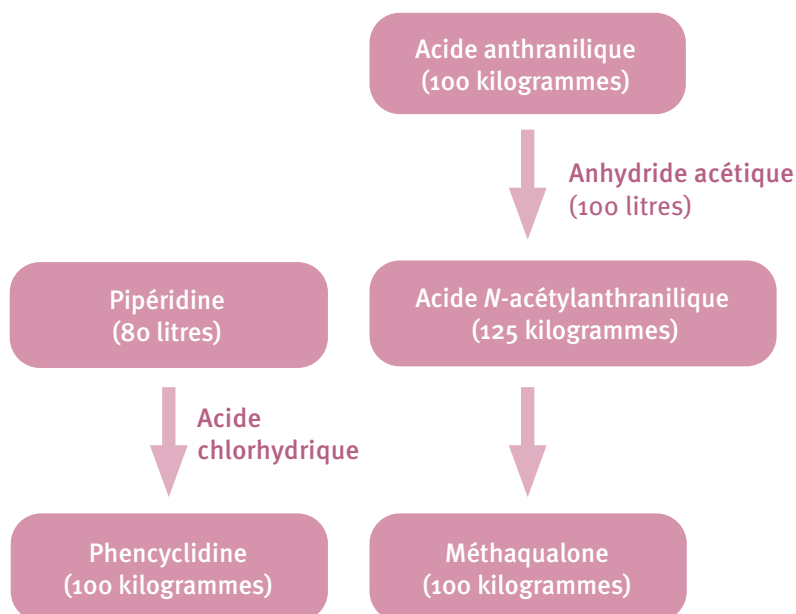 Acide anthranilique
(100 kilogrammes)
Anhydride acétique
(100 litres)
Pipéridine
(80 litres)
Acide N-acétylanthranilique
(125 kilogrammes)
Acide
chlorhydrique
Phencyclidine
(100 kilogrammes)
Méthaqualone
(100 kilogrammes)